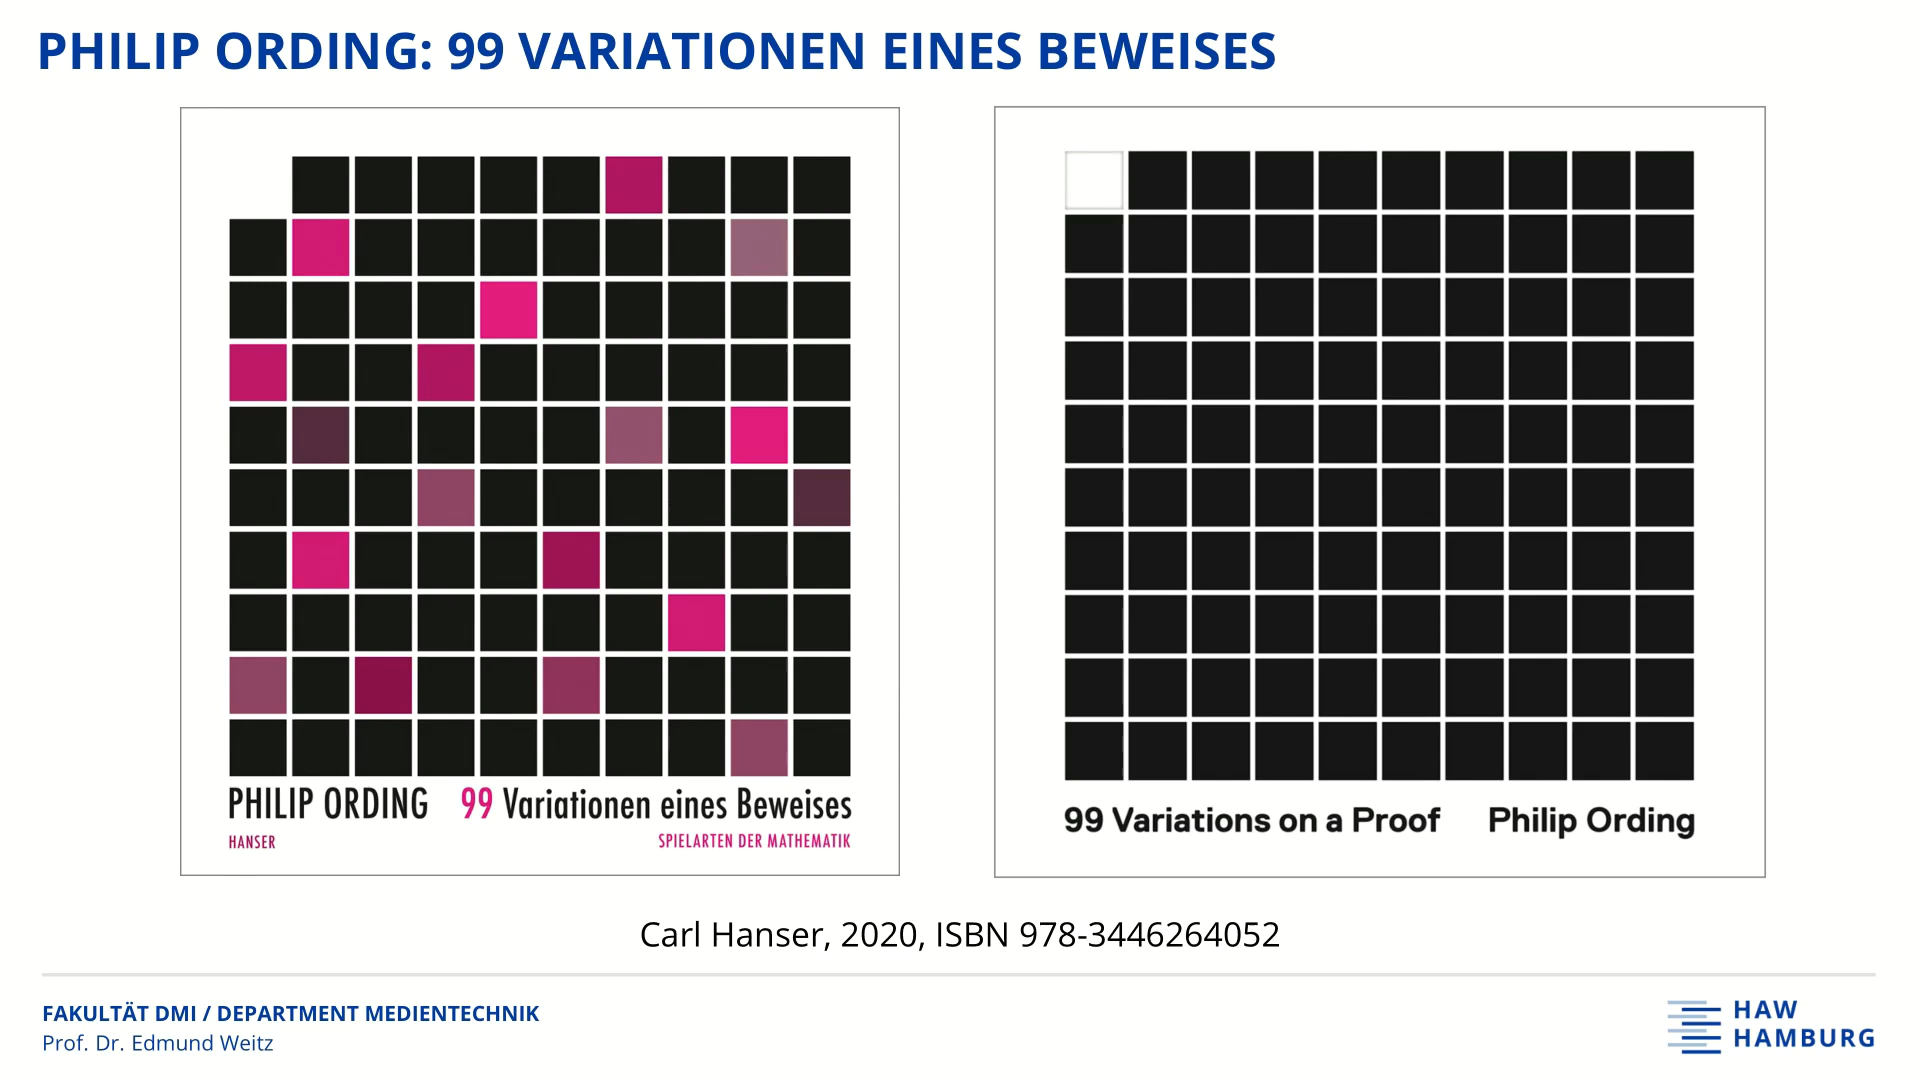 PHILIP ORDING: 99 VARIATIONEN EINES BEWEISES
PHILIP ORDING 99 Variationen eines Beweises
HANSER SPIELARTEN DER MATHEMATIK
99 Variations on a Proof Philip Ording
Carl Hanser, 2020, ISBN 978-3446264052
FAKULTÄT DMI / DEPARTMENT MEDIENTECHNIK
Prof. Dr. Edmund Weitz
HAW
HAMBURG